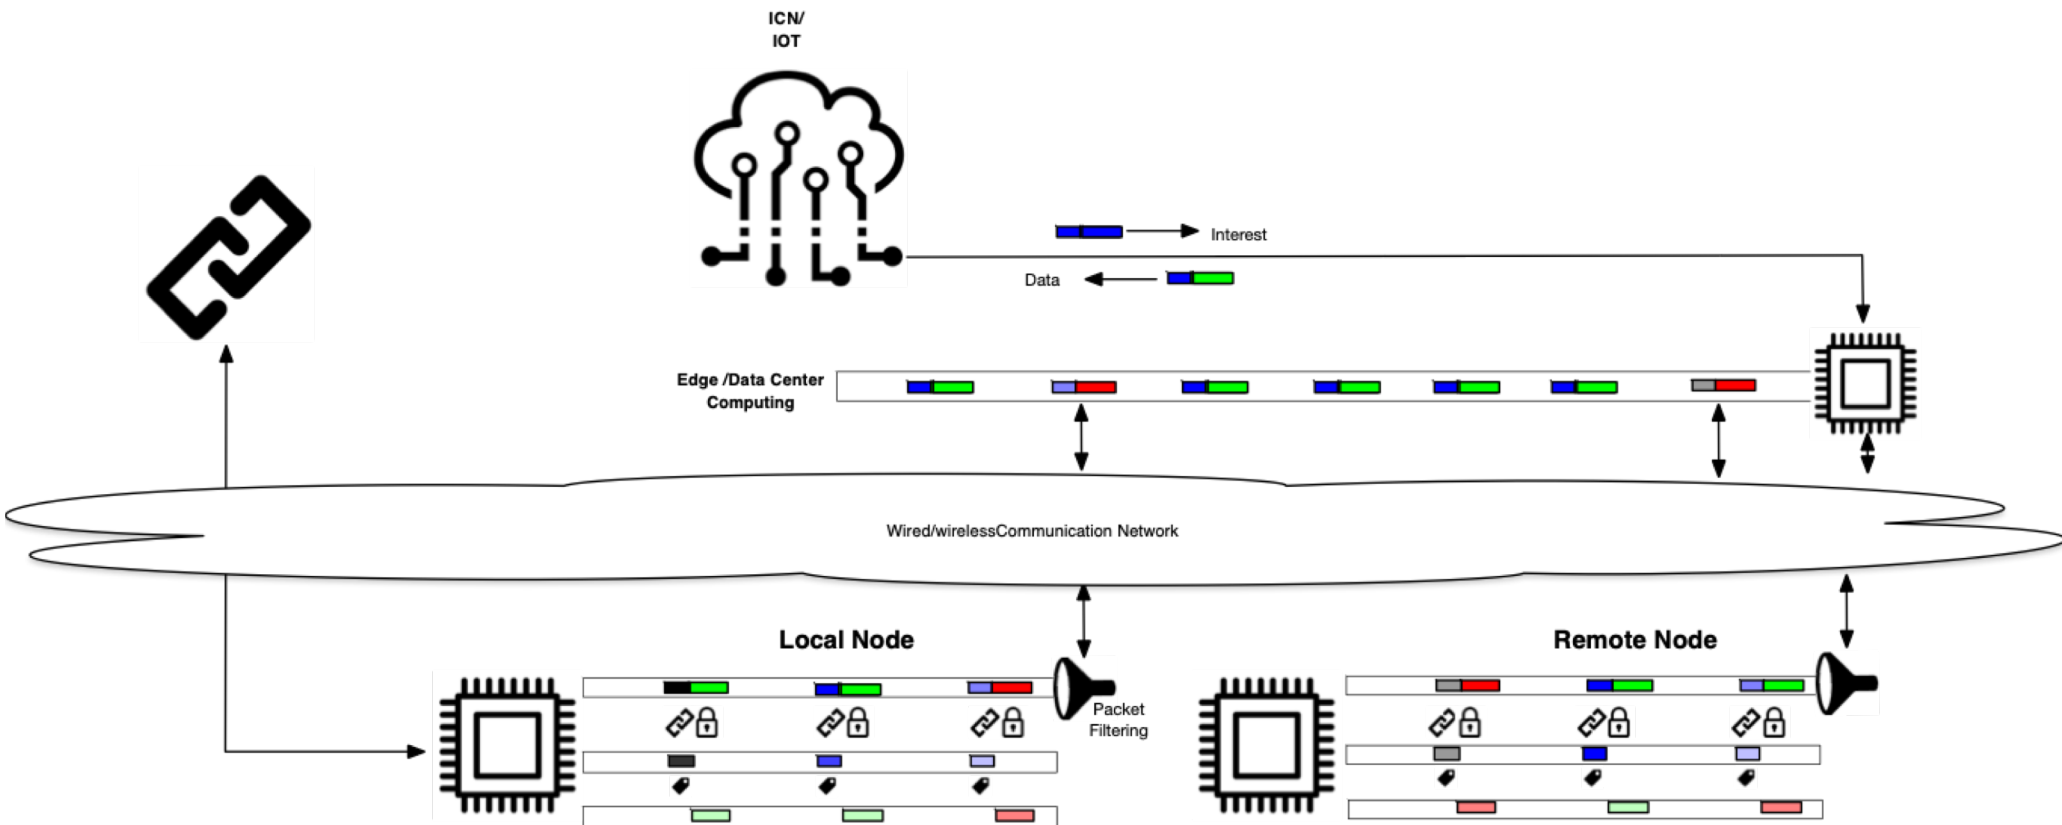 ICN/
IOT
Interest
Data
Edge /Data Center
Computing
Wired/wirelessCommunication Network
Local Node
Remote Node
Packet
Filtering